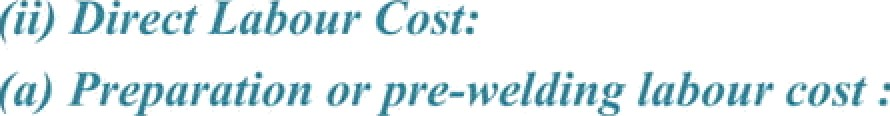 (ii) Direct Labour Cost:
(a) Preparation or pre-welding labour cost :